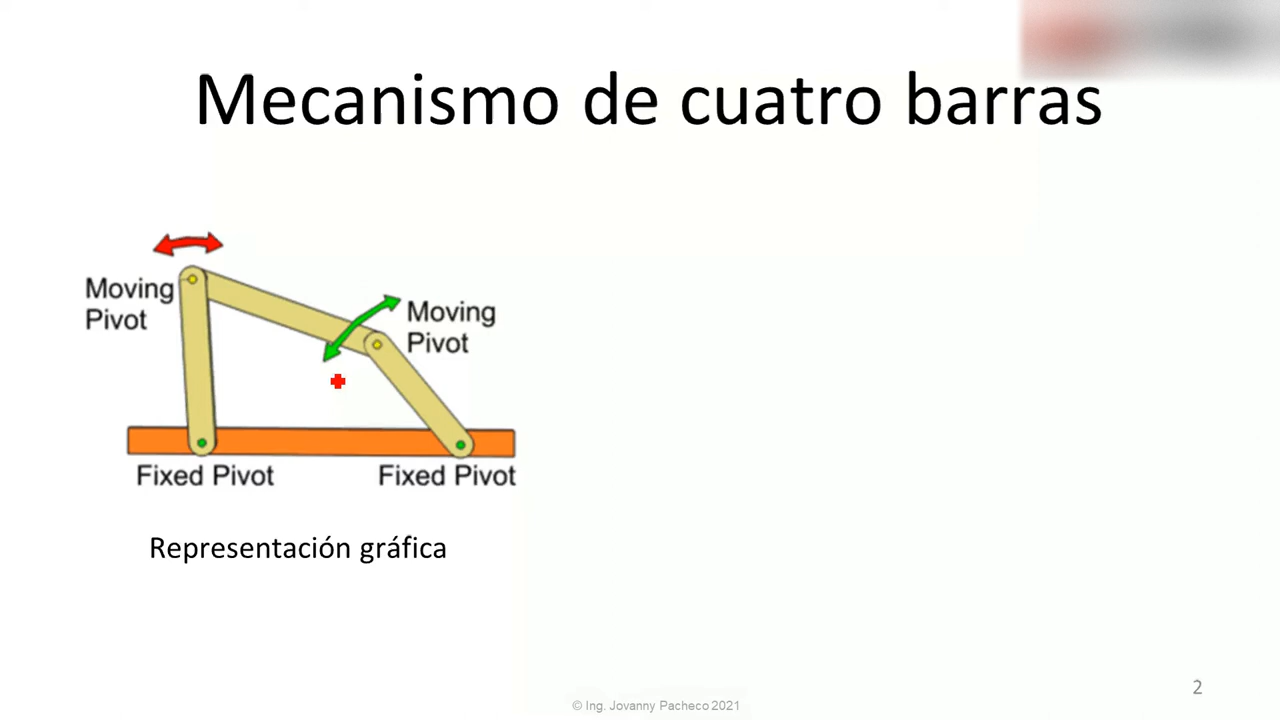 Mecanismo de cuatro barras
Moving
Pivot
Moving
Pivot
Fixed Pivot
Fixed Pivot
Representación gráfica
2
© Ing. Jovanny Pacheco 2021